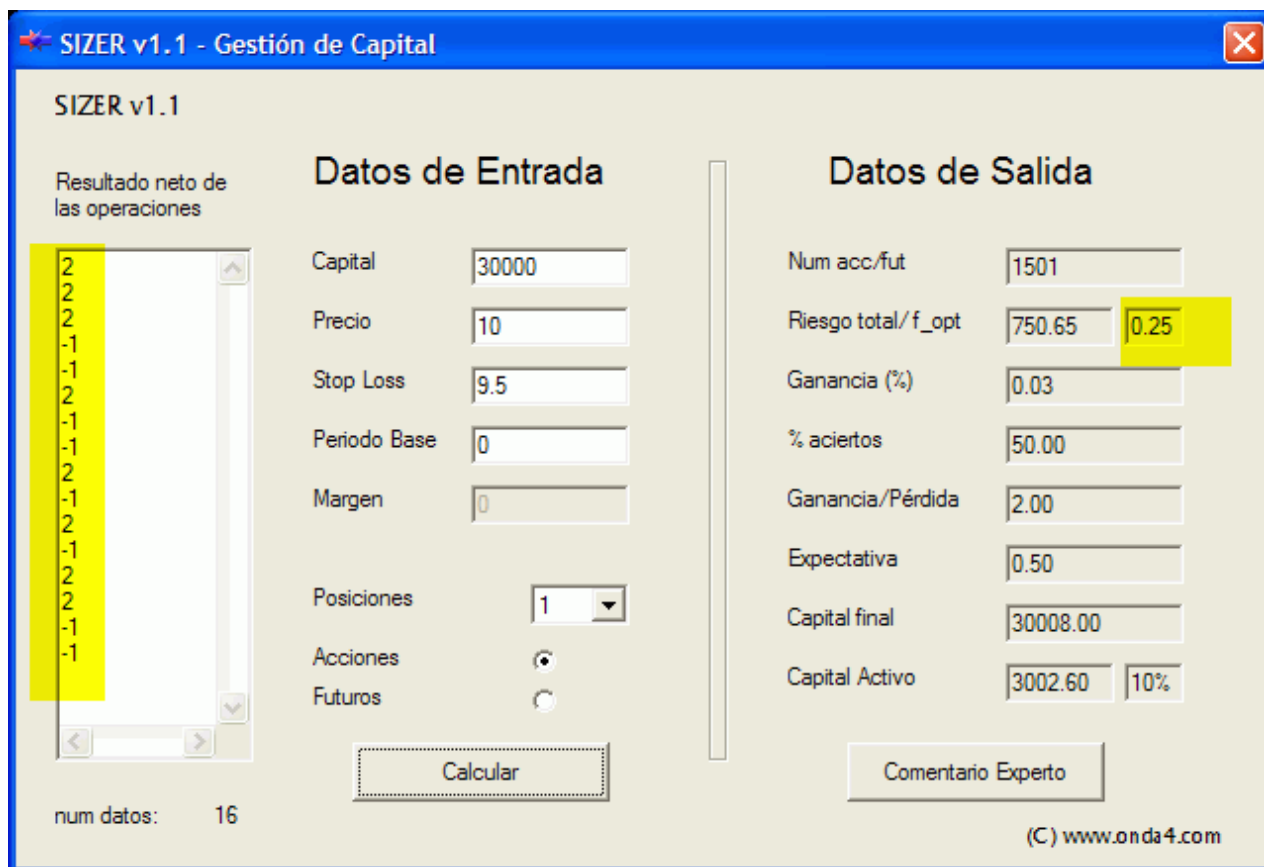 SIZER v1.1 - Gestión de Capital
SIZER v1.1
Resultado neto de
las operaciones
2
2
2
-1
-1
2
-1
-1
2
-1
2
-1
2
2
-1
-1
num datos: 16
Datos de Entrada
Capital 30000
Precio 10
Stop Loss 9.5
Periodo Base 0
Margen 0
Posiciones 1
Acciones
Futuros
Calcular
Datos de Salida
Num acc/fut 1501
Riesgo total/f_opt 750.65 0.25
Ganancia (%) 0.03
% aciertos 50.00
Ganancia/Pérdida 2.00
Expectativa 0.50
Capital final 30008.00
Capital Activo 3002.60 10%
Comentario Experto
(C) www.onda4.com